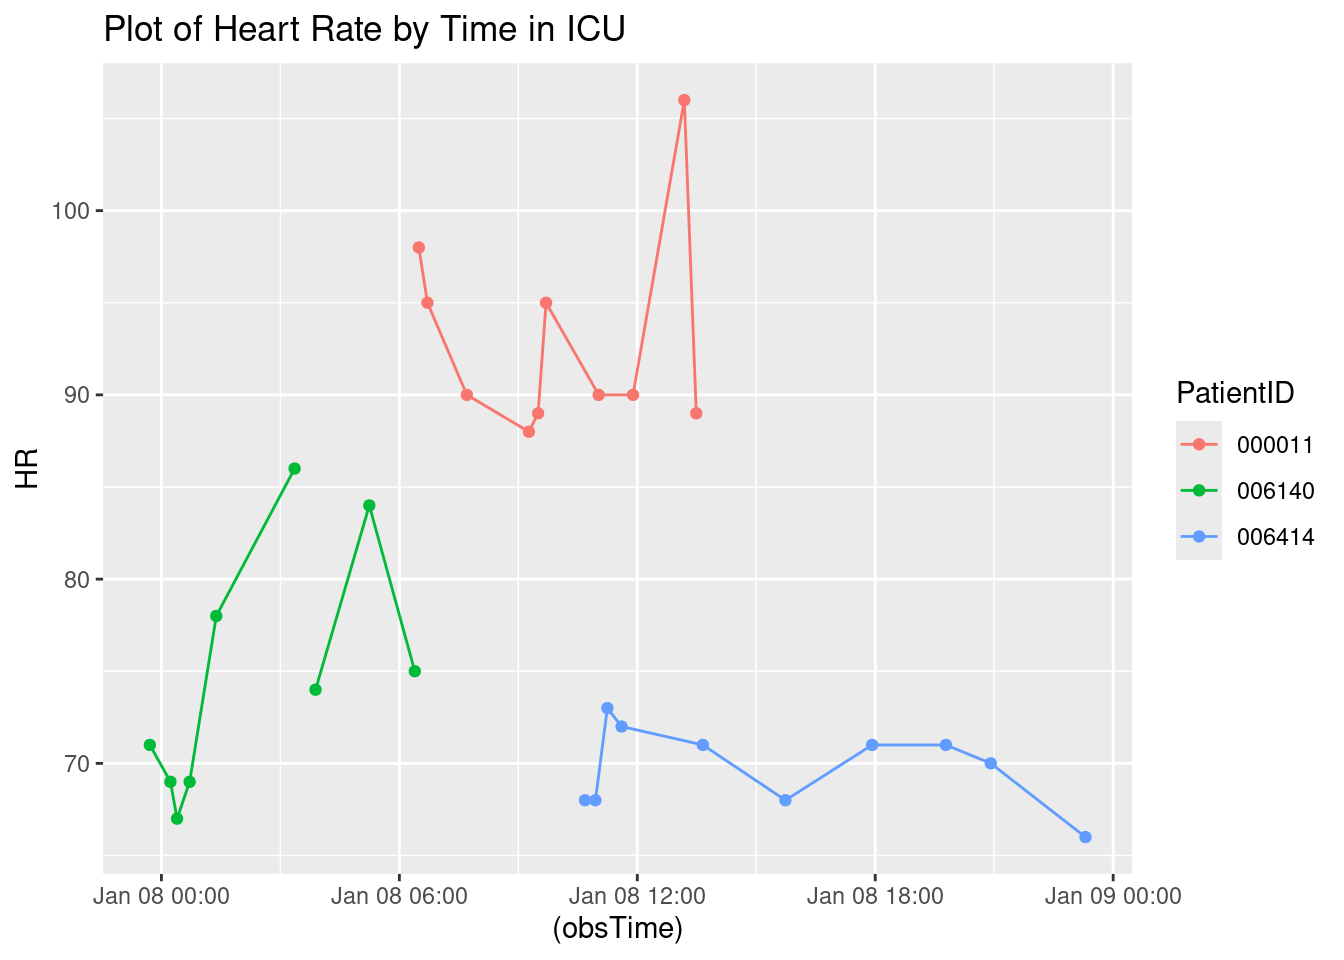 Plot of Heart Rate by Time in ICU
HR
100
90
80
70
Jan 08 00:00
Jan 08 06:00
Jan 08 12:00
Jan 08 18:00
Jan 09 00:00
(obsTime)
PatientID
000011
006140
006414